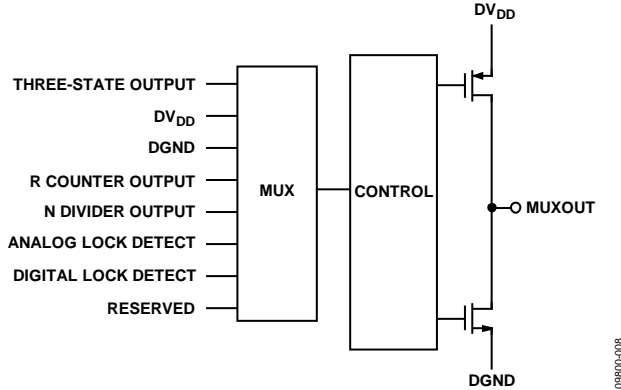 DVDD
THREE-STATE OUTPUT
DVDD
DGND
R COUNTER OUTPUT
N DIVIDER OUTPUT
ANALOG LOCK DETECT
DIGITAL LOCK DETECT
RESERVED
MUX
CONTROL
MUXOUT
DGND
09800-008